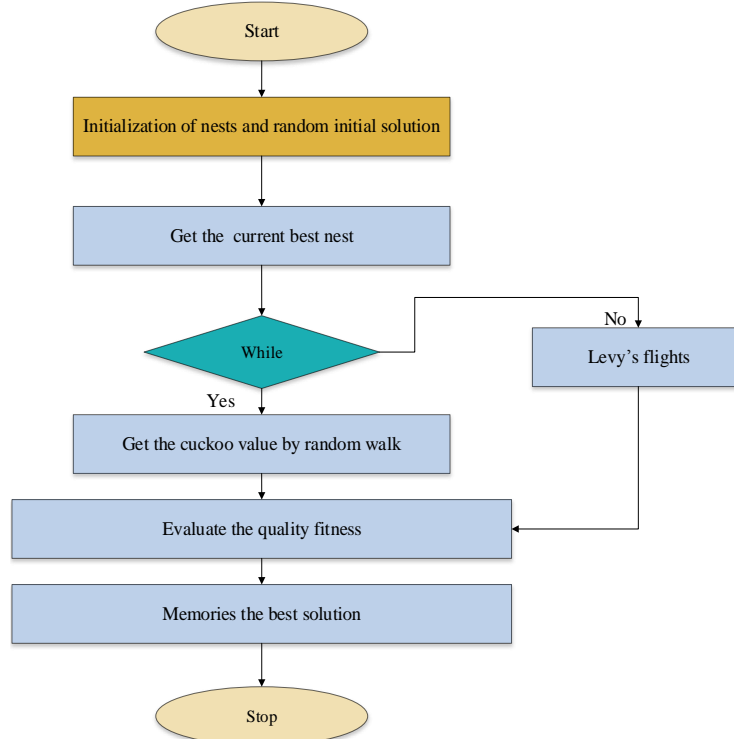 Start
Initialization of nests and random initial solution
Get the current best nest
While
No
Levy's flights
Yes
Get the cuckoo value by random walk
Evaluate the quality fitness
Memories the best solution
Stop